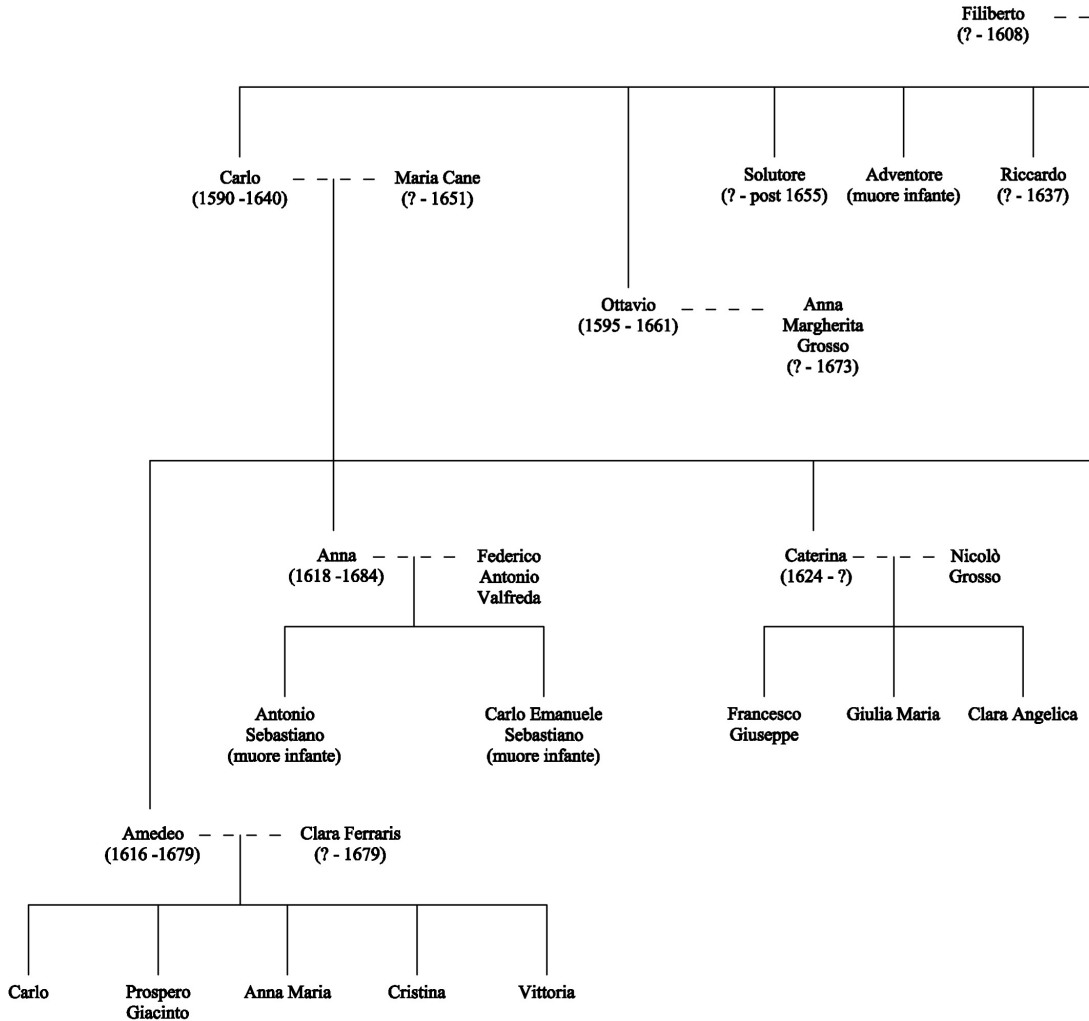 Filiberto
(? - 1608)
Carlo
(1590 -1640)
Maria Cane
(? - 1651)
Solutore
(? - post 1655)
Adventore
(muore infante)
Riccardo
(? - 1637)
Ottavio
(1595 - 1661)
Anna
Margherita
Grosso
(? - 1673)
Anna
(1618 -1684)
Federico
Antonio
Valfreda
Caterina
(1624 - ?)
Nicolò
Grosso
Antonio
Sebastiano
(muore infante)
Carlo Emanuele
Sebastiano
(muore infante)
Francesco
Giuseppe
Giulia Maria
Clara Angelica
Amedeo
(1616 -1679)
Clara Ferraris
(? - 1679)
Carlo
Prospero
Giacinto
Anna Maria
Cristina
Vittoria